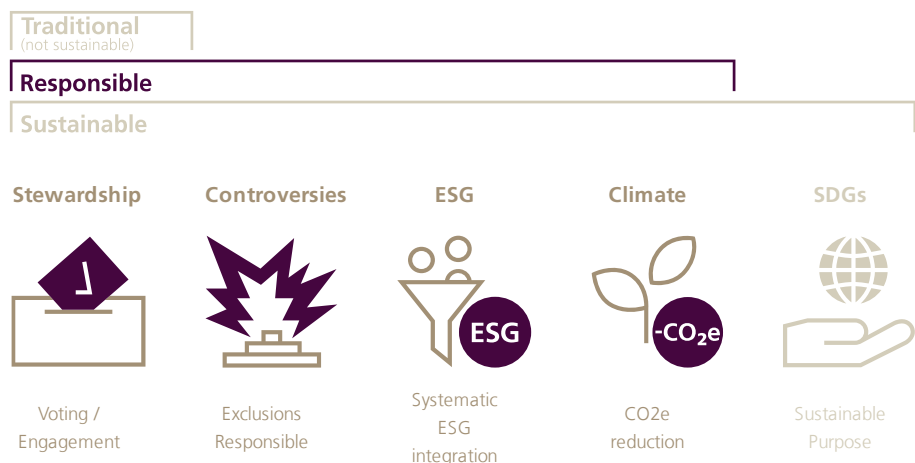 Traditional
(not sustainable)
Responsible
Sustainable
Stewardship
Controversies
ESG
Climate
SDGs
ESG
-CO₂e
Voting /
Engagement
Exclusions
Responsible
Systematic
ESG
integration
CO2e
reduction
Sustainable
Purpose